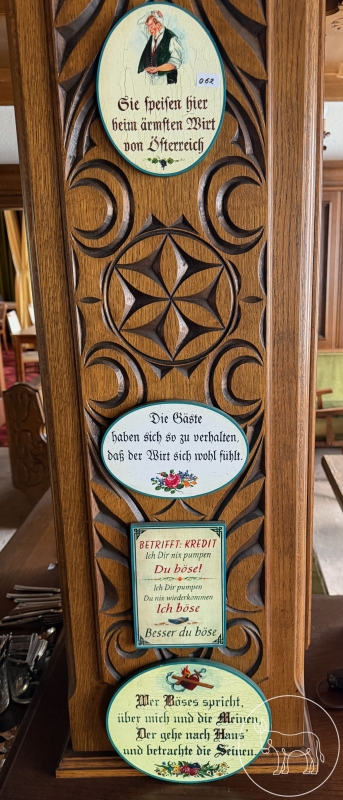 062
Sie speisen hier
beim ärmsten Wirt
von Österreich
Die Gäste
haben sich so zu verhalten,
daß der Wirt sich wohl fühlt.
BETRIFFT: KREDIT
Ich Dir nix pumpen
Du böse!
Ich Dir pumpen
Du nix wiederkommen
Ich böse
Besser du böse
Wer Böses spricht,
über mich und die Meinen,
Der gehe nach Haus'
und betrachte die Seinen.